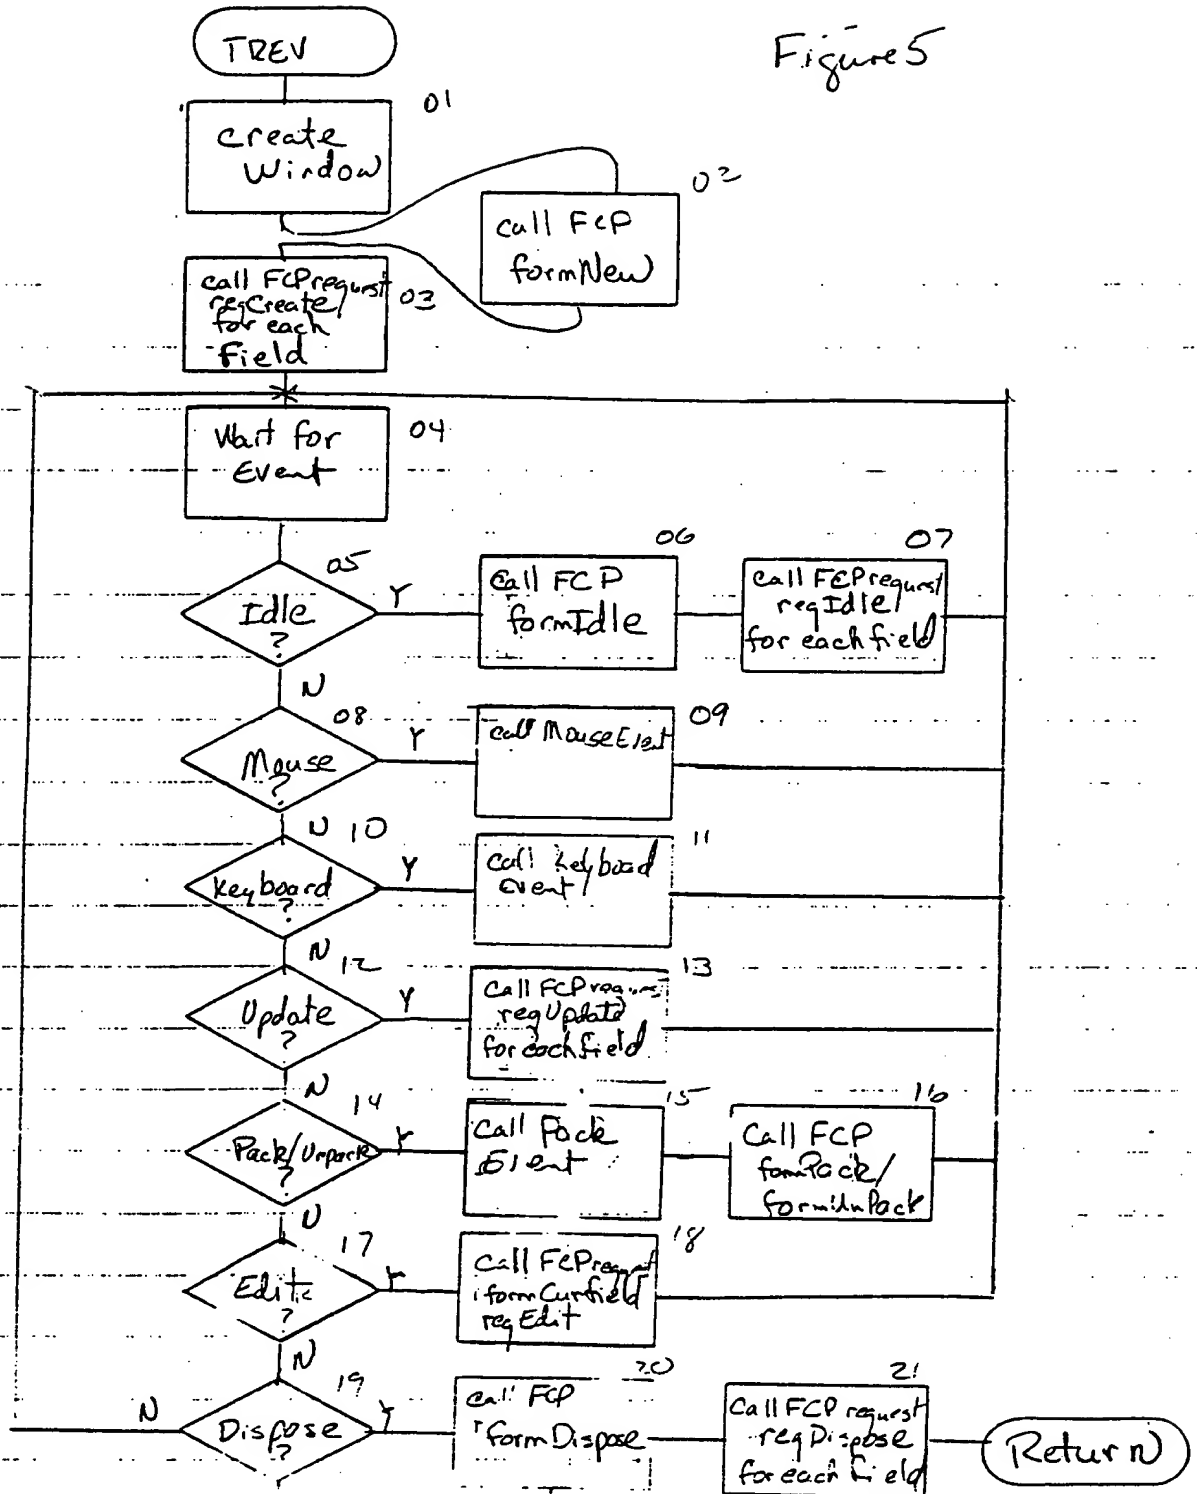 Figure 5
TREV
01
create
Window
02
call FCP
formNew
call FCPrequest
reqCreate/
for each
Field
03
Wait for
Event
04
05
Idle
?
Y
N
06
Call FCP
formIdle
07
call FCPrequest
reqIdle/
for each field
08
Mouse
?
Y
N
09
call MouseEvent
10
Keyboard
?
Y
N
11
call Keyboard
Event/
12
Update
?
Y
N
13
Call FCPrequest
reqUpdate
for each field
14
Pack/Unpack
?
Y
N
15
Call Pack
Event
16
Call FCP
formPack/
formUnPack
17
?
Y
N
18
Call FCPrequest
formCurfield
reqEdit
19
Dispose
?
Y
N
20
call FCP
formDispose
21
Call FCPrequest
reqDispose
for each field
Return